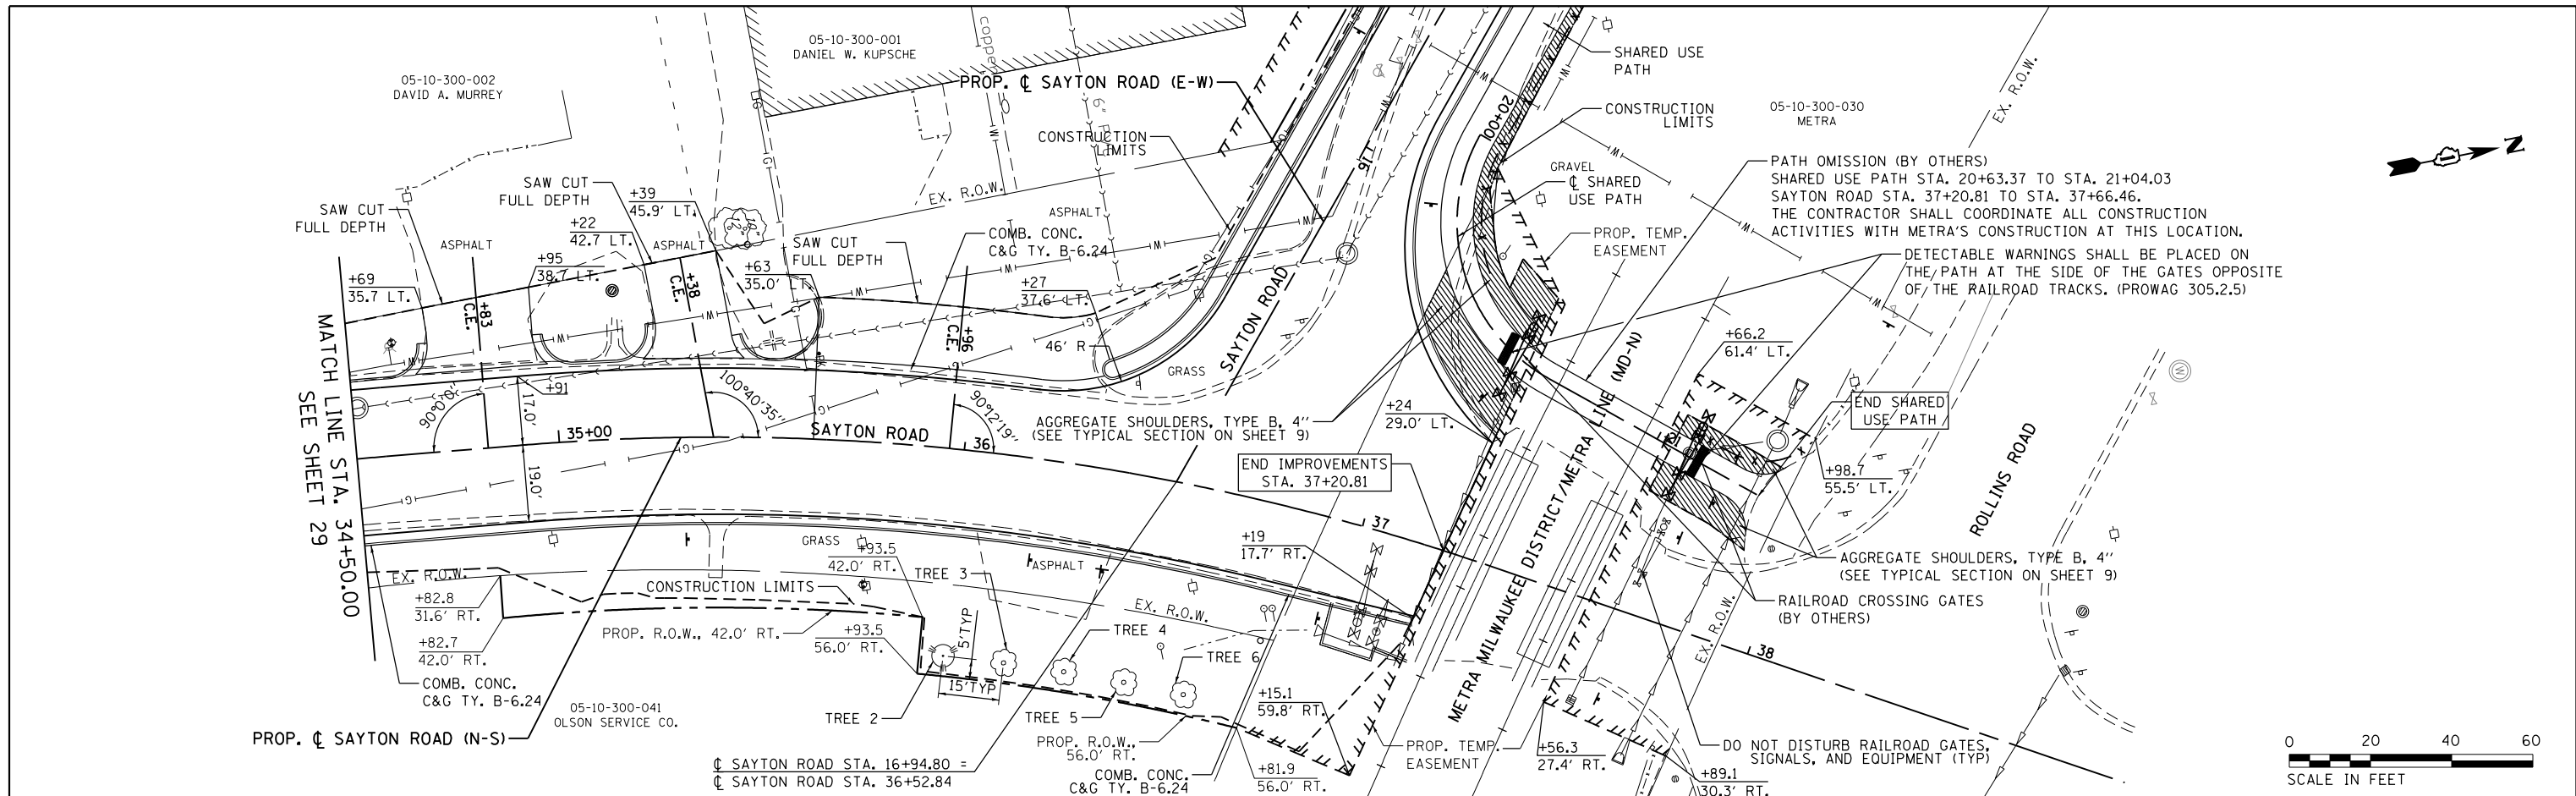 05-10-300-002
DAVID A. MURREY
05-10-300-001
DANIEL W. KUPSCHE
copper
PROP. ℄ SAYTON ROAD (E-W)
CONSTRUCTION
LIMITS
SHARED USE
PATH
CONSTRUCTION
LIMITS
05-10-300-030
METRA
EX. R.O.W.
N
20+00
16
GRAVEL
℄ SHARED
USE PATH
PATH OMISSION (BY OTHERS)
SHARED USE PATH STA. 20+63.37 TO STA. 21+04.03
SAYTON ROAD STA. 37+20.81 TO STA. 37+66.46.
THE CONTRACTOR SHALL COORDINATE ALL CONSTRUCTION
ACTIVITIES WITH METRA'S CONSTRUCTION AT THIS LOCATION.
DETECTABLE WARNINGS SHALL BE PLACED ON
THE PATH AT THE SIDE OF THE GATES OPPOSITE
OF THE RAILROAD TRACKS. (PROWAG 305.2.5)
PROP. TEMP.
EASEMENT
SAW CUT
FULL DEPTH
SAW CUT
FULL DEPTH
+39
45.9' LT.
+22
42.7 LT.
ASPHALT
ASPHALT
EX. R.O.W.
ASPHALT
SAW CUT
FULL DEPTH
COMB. CONC.
C&G TY. B-6.24
+69
35.7 LT.
+95
38.7 LT.
+63
35.0' LT.
+27
37.6' LT.
+83
C.E.
+38
C.E.
+96
C.E.
46' R
GRASS
SAYTON ROAD
MATCH LINE STA. 34+50.00
SEE SHEET 29
+91
90°0'0"
17.0'
100°40'35"
90°12'19"
35+00
SAYTON ROAD
36
AGGREGATE SHOULDERS, TYPE B, 4''
(SEE TYPICAL SECTION ON SHEET 9)
+24
29.0' LT.
+66.2
61.4' LT.
END SHARED
USE PATH
END IMPROVEMENTS
STA. 37+20.81
METRA MILWAUKEE DISTRICT/METRA LINE (MD-N)
21
+98.7
55.5' LT.
ROLLINS ROAD
19.0'
37
+19
17.7' RT.
GRASS
+93.5
42.0' RT.
TREE 3
ASPHALT
AGGREGATE SHOULDERS, TYPE B, 4''
(SEE TYPICAL SECTION ON SHEET 9)
RAILROAD CROSSING GATES
(BY OTHERS)
EX. R.O.W.
+82.8
31.6' RT.
CONSTRUCTION LIMITS
PROP. R.O.W., 42.0' RT.
+93.5
56.0' RT.
5'TYP
TREE 4
EX. R.O.W.
TREE 6
EX. R.O.W.
38
+82.7
42.0' RT.
COMB. CONC.
C&G TY. B-6.24
15'TYP
05-10-300-041
OLSON SERVICE CO.
TREE 2
TREE 5
+15.1
59.8' RT.
PROP. ℄ SAYTON ROAD (N-S)
℄ SAYTON ROAD STA. 16+94.80 =
℄ SAYTON ROAD STA. 36+52.84
PROP. R.O.W.,
56.0' RT.
COMB. CONC.
C&G TY. B-6.24
+81.9
56.0' RT.
PROP. TEMP.
EASEMENT
+56.3
27.4' RT.
DO NOT DISTURB RAILROAD GATES,
SIGNALS, AND EQUIPMENT (TYP)
+89.1
30.3' RT.
0 20 40 60
SCALE IN FEET